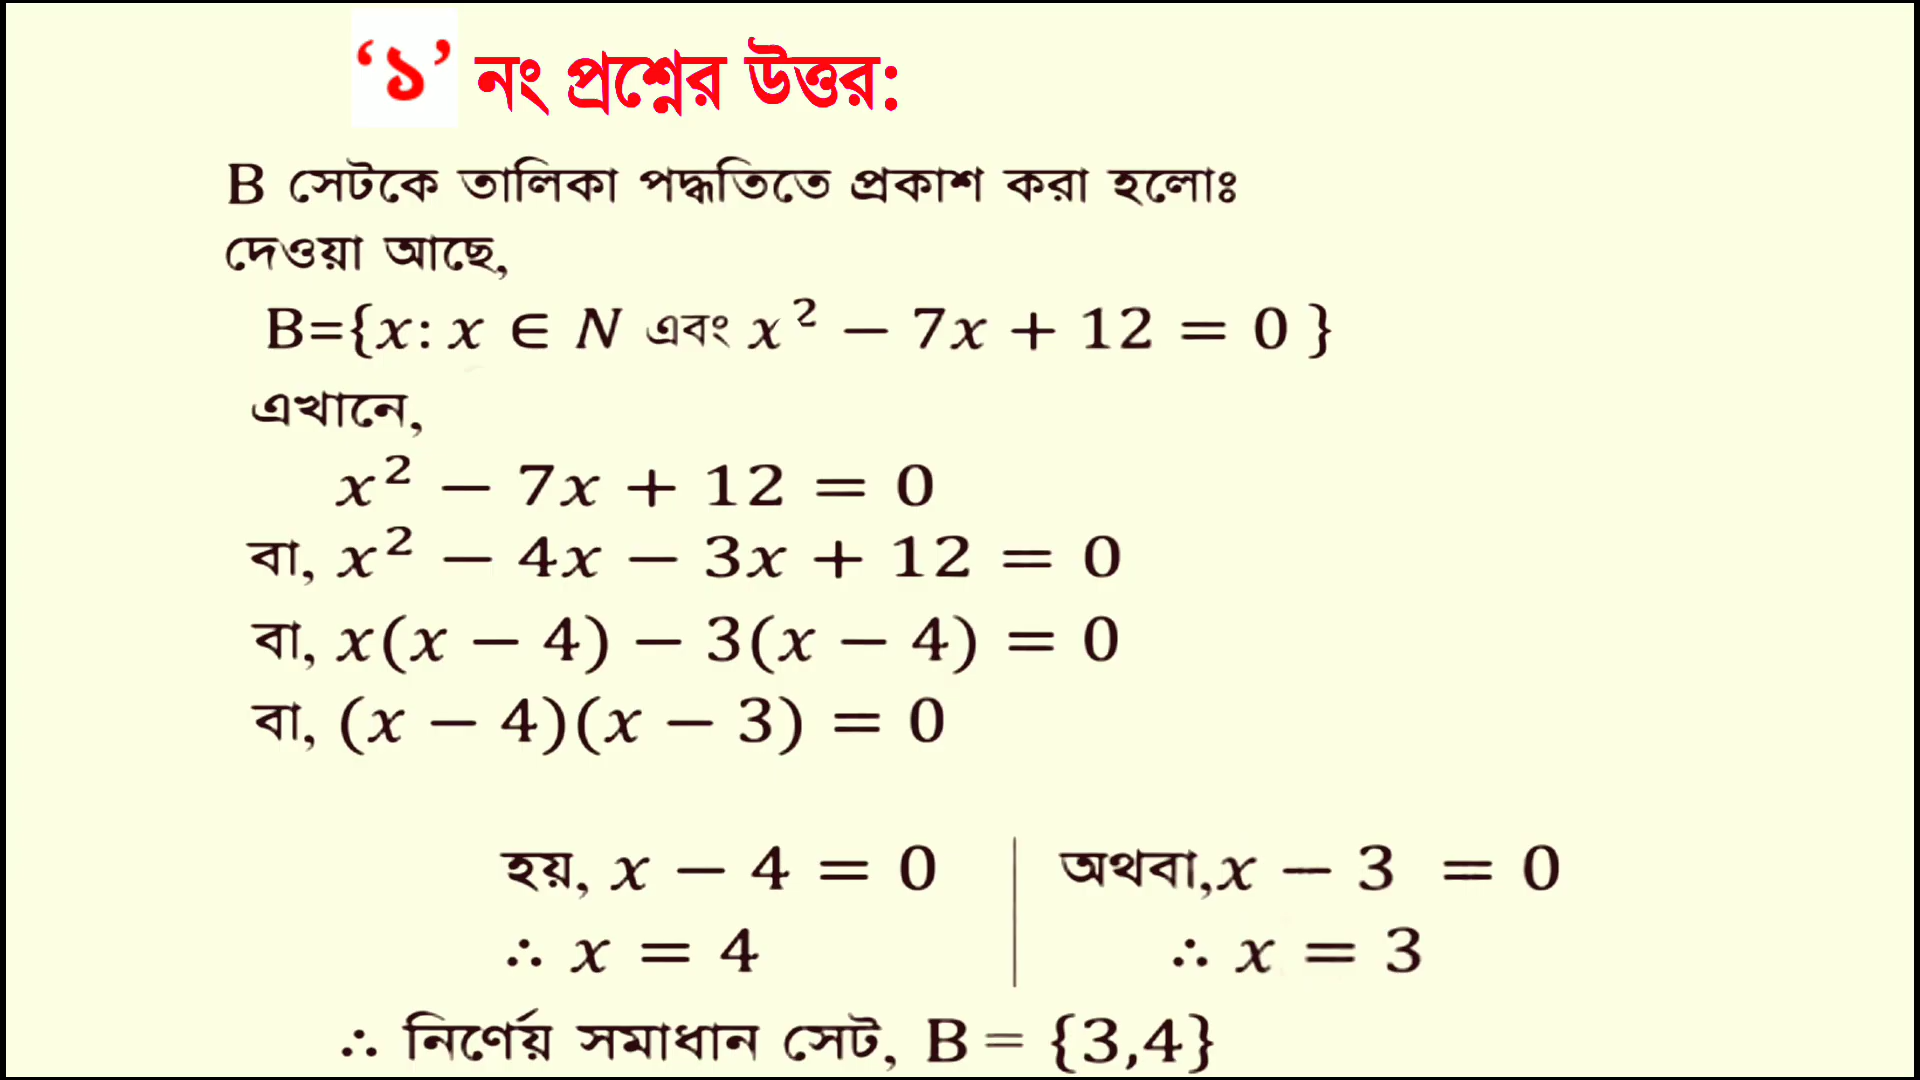 ‘১’ নং প্রশ্নের উত্তর:
B সেটকে তালিকা পদ্ধতিতে প্রকাশ করা হলোঃ
দেওয়া আছে,
B={x: x ∈ N এবং x² − 7x + 12 = 0 }
এখানে,
x² − 7x + 12 = 0
বা, x² − 4x − 3x + 12 = 0
বা, x(x − 4) − 3(x − 4) = 0
বা, (x − 4)(x − 3) = 0
হয়, x − 4 = 0 | অথবা,x − 3 = 0
∴ x = 4 | ∴ x = 3
∴ নির্ণেয় সমাধান সেট, B = {3,4}